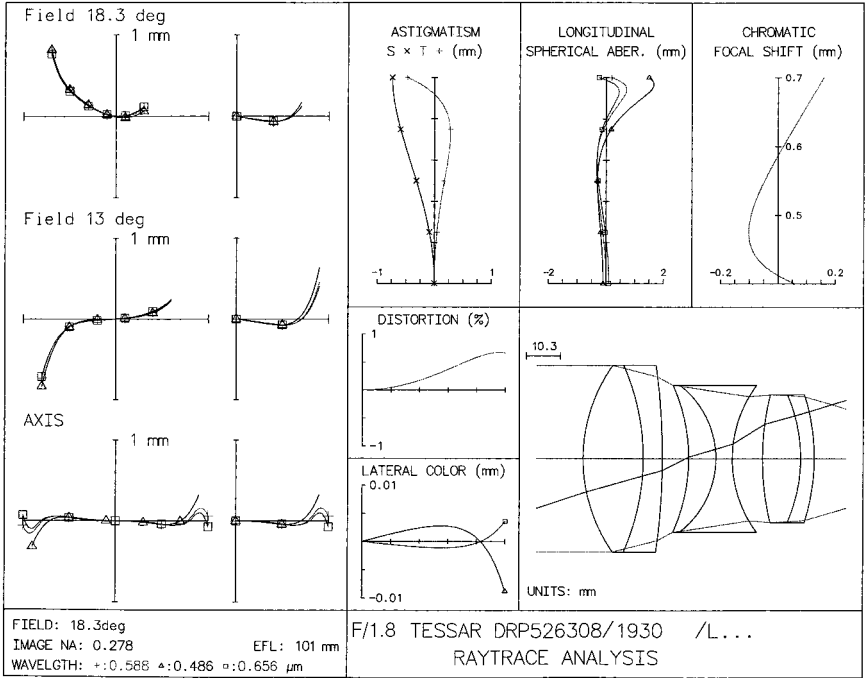 Field 18.3 deg
1 mm
Field 13 deg
1 mm
AXIS
1 mm
ASTIGMATISM
S × T + (mm)
-1
1
LONGITUDINAL
SPHERICAL ABER. (mm)
-2
2
CHROMATIC
FOCAL SHIFT (mm)
0.7
0.6
0.5
-0.2
0.2
DISTORTION (%)
1
-1
LATERAL COLOR (mm)
0.01
-0.01
10.3
UNITS: mm
FIELD: 18.3deg
IMAGE NA: 0.278 EFL: 101 mm
WAVELGTH: +:0.588 ▵:0.486 ▫:0.656 µm
F/1.8 TESSAR DRP526308/1930 /L...
RAYTRACE ANALYSIS